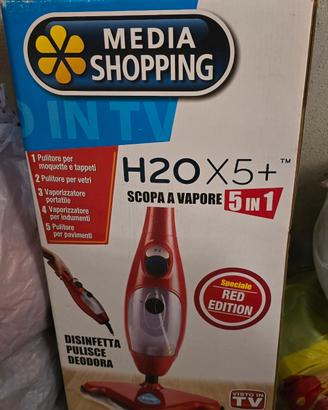 MEDIA
SHOPPING
O IN TV
1 Pulitore per
moquette e tappeti
2 Pulitore per vetri
3 Vaporizzatore
portatile
4 Vaporizzatore
per indumenti
5 Pulitore
per pavimenti
H2O X5+™
SCOPA A VAPORE 5 IN 1
Speciale
RED
EDITION
DISINFETTA
PULISCE
DEODORA
VISTO IN
TV